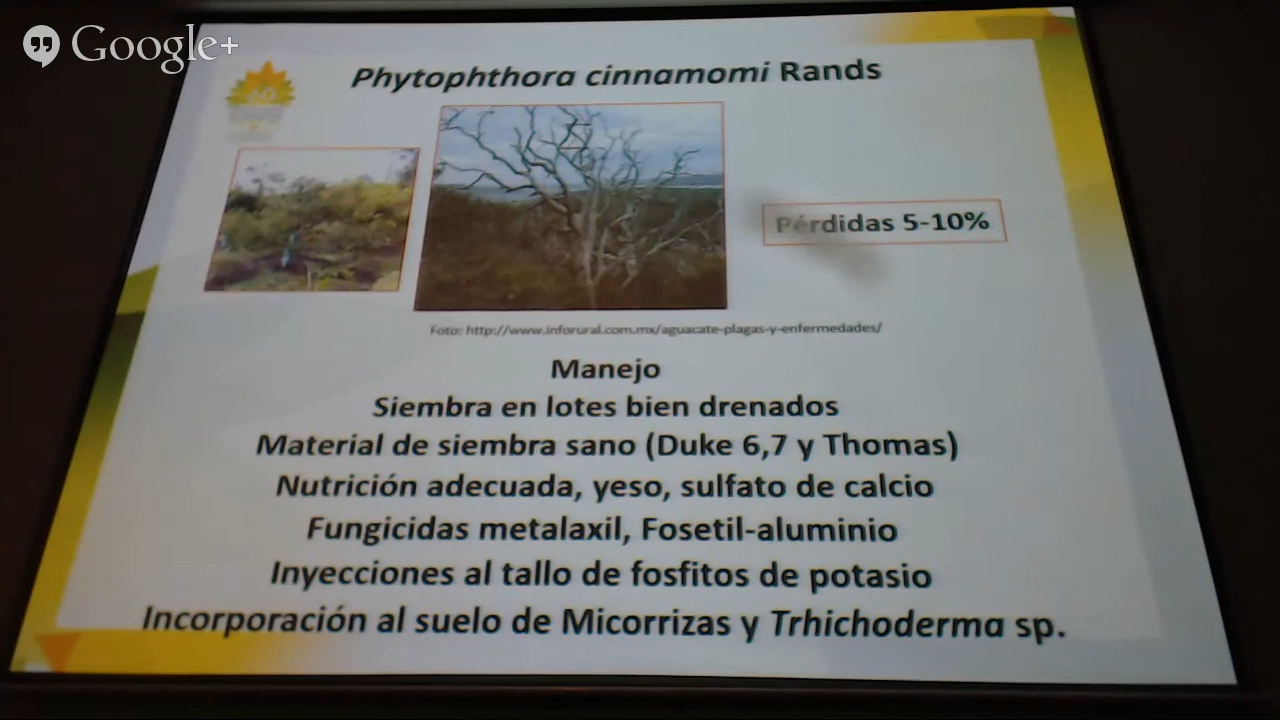 Google+
Phytophthora cinnamomi Rands
Pérdidas 5-10%
Foto: http://www.inforural.com.mx/aguacate-plagas-y-enfermedades/
Manejo
Siembra en lotes bien drenados
Material de siembra sano (Duke 6,7 y Thomas)
Nutrición adecuada, yeso, sulfato de calcio
Fungicidas metalaxil, Fosetil-aluminio
Inyecciones al tallo de fosfitos de potasio
Incorporación al suelo de Micorrizas y Trhichoderma sp.